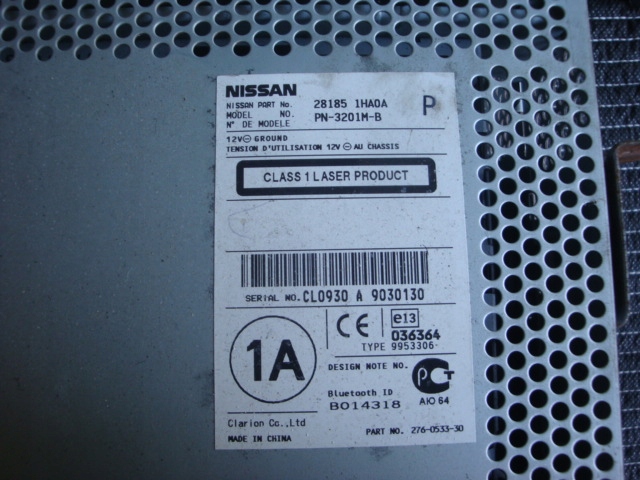 NISSAN
NISSAN PART No. 28185 1HA0A P
MODEL NO. PN-3201M-B
N° DE MODELE
12V⊖ GROUND
TENSION D'UTILISATION 12V ⊖ AU CHASSIS
CLASS 1 LASER PRODUCT
SERIAL NO. CL0930 A 9030130
1A
CE e13
036364
TYPE 9953306
DESIGN NOTE NO.
PCT
Bluetooth ID
B014318
АЮ 64
Clarion Co.,Ltd
MADE IN CHINA
PART NO. 276-0533-30